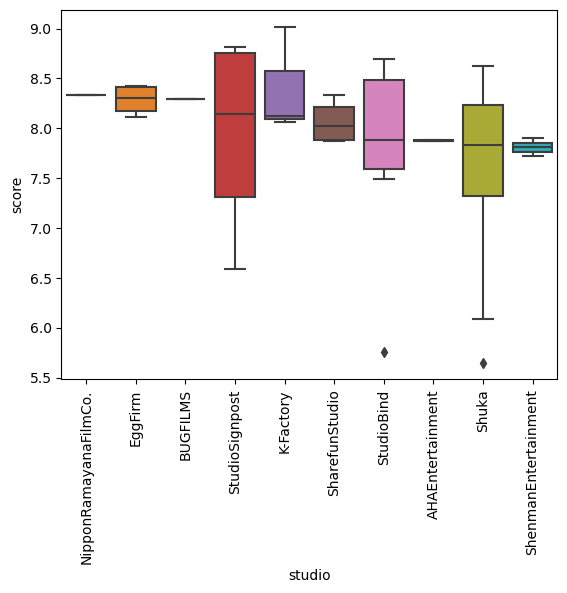 9.0
8.5
8.0
7.5
7.0
6.5
6.0
5.5
score
NipponRamayanaFilmCo.
EggFirm
BUGFILMS
StudioSignpost
K-Factory
SharefunStudio
StudioBind
AHAEntertainment
Shuka
ShenmanEntertainment
studio